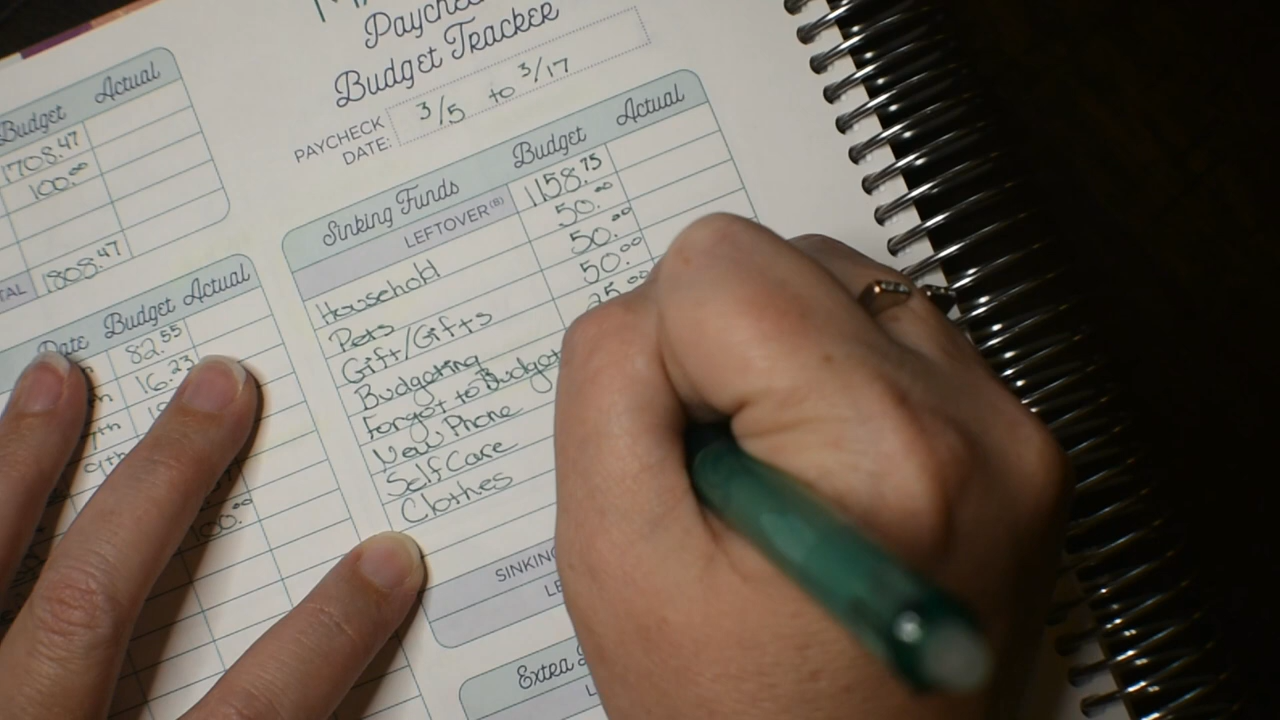 Budget Tracker
PAYCHECK
DATE: 3/5 to 3/17
Budget Actual
1708.47
100.00
1808.47
Date Budget Actual
82.55
16.23
7th
9th
100.00
Sinking Funds Budget Actual
LEFTOVER(B) 1158.75
Household 50.00
Pets 50.00
Gift/Gifts 50.00
Budgeting 25.00
Forgot to Budget
New Phone
Self Care
Clothes
SINKING
Extra